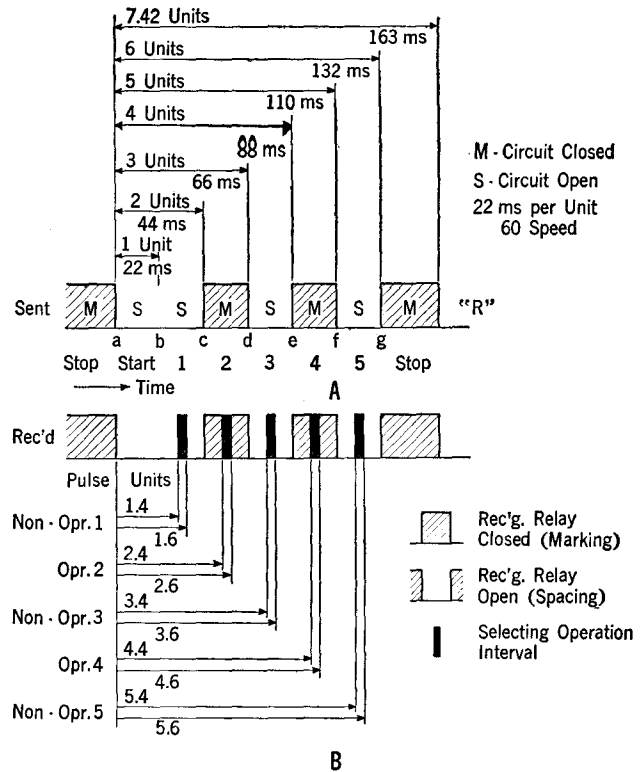 7.42 Units
163 ms
6 Units
132 ms
5 Units
110 ms
4 Units
88 ms
3 Units
66 ms
2 Units
44 ms
1 Unit
22 ms
M - Circuit Closed
S - Circuit Open
22 ms per Unit
60 Speed
Sent M S S M S M S M "R"
a b c d e f g
Stop Start 1 2 3 4 5 Stop
Time
A
Rec'd
Pulse Units
1.4
Non - Opr. 1
1.6
2.4
Opr. 2
2.6
3.4
Non - Opr. 3
3.6
4.4
Opr. 4
4.6
5.4
Non - Opr. 5
5.6
Rec'g. Relay
Closed (Marking)
Rec'g. Relay
Open (Spacing)
Selecting Operation
Interval
B